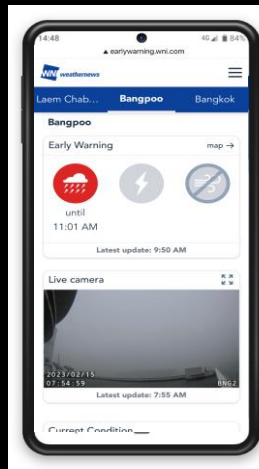 14:48
4G 84%
earlywarning.wni.com
WNI weathernews
Laem Chab... Bangpoo Bangkok
Bangpoo
Early Warning map →
until
11:01 AM
Latest update: 9:50 AM
Live camera
2023/02/15
07:54:59 BNG2
Latest update: 7:55 AM
Current Condition